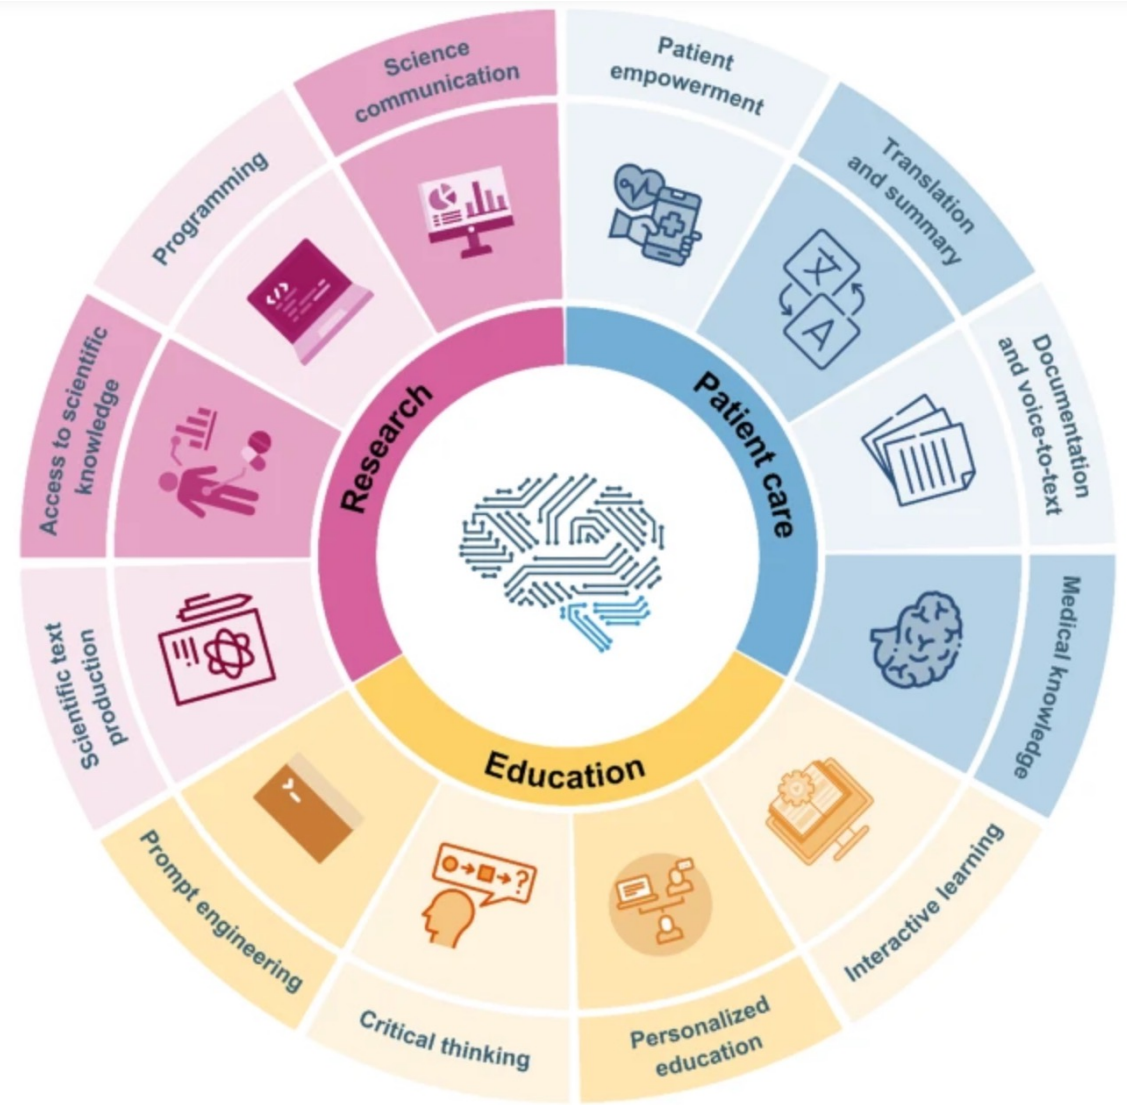 Science
communication
Patient
empowerment
Translation
and summary
Documentation
and voice-to-text
Medical knowledge
Interactive learning
Personalized
education
Critical thinking
Prompt engineering
Scientific text
production
Access to scientific
knowledge
Programming
Research
Patient care
Education
</>
文
A
?
>_